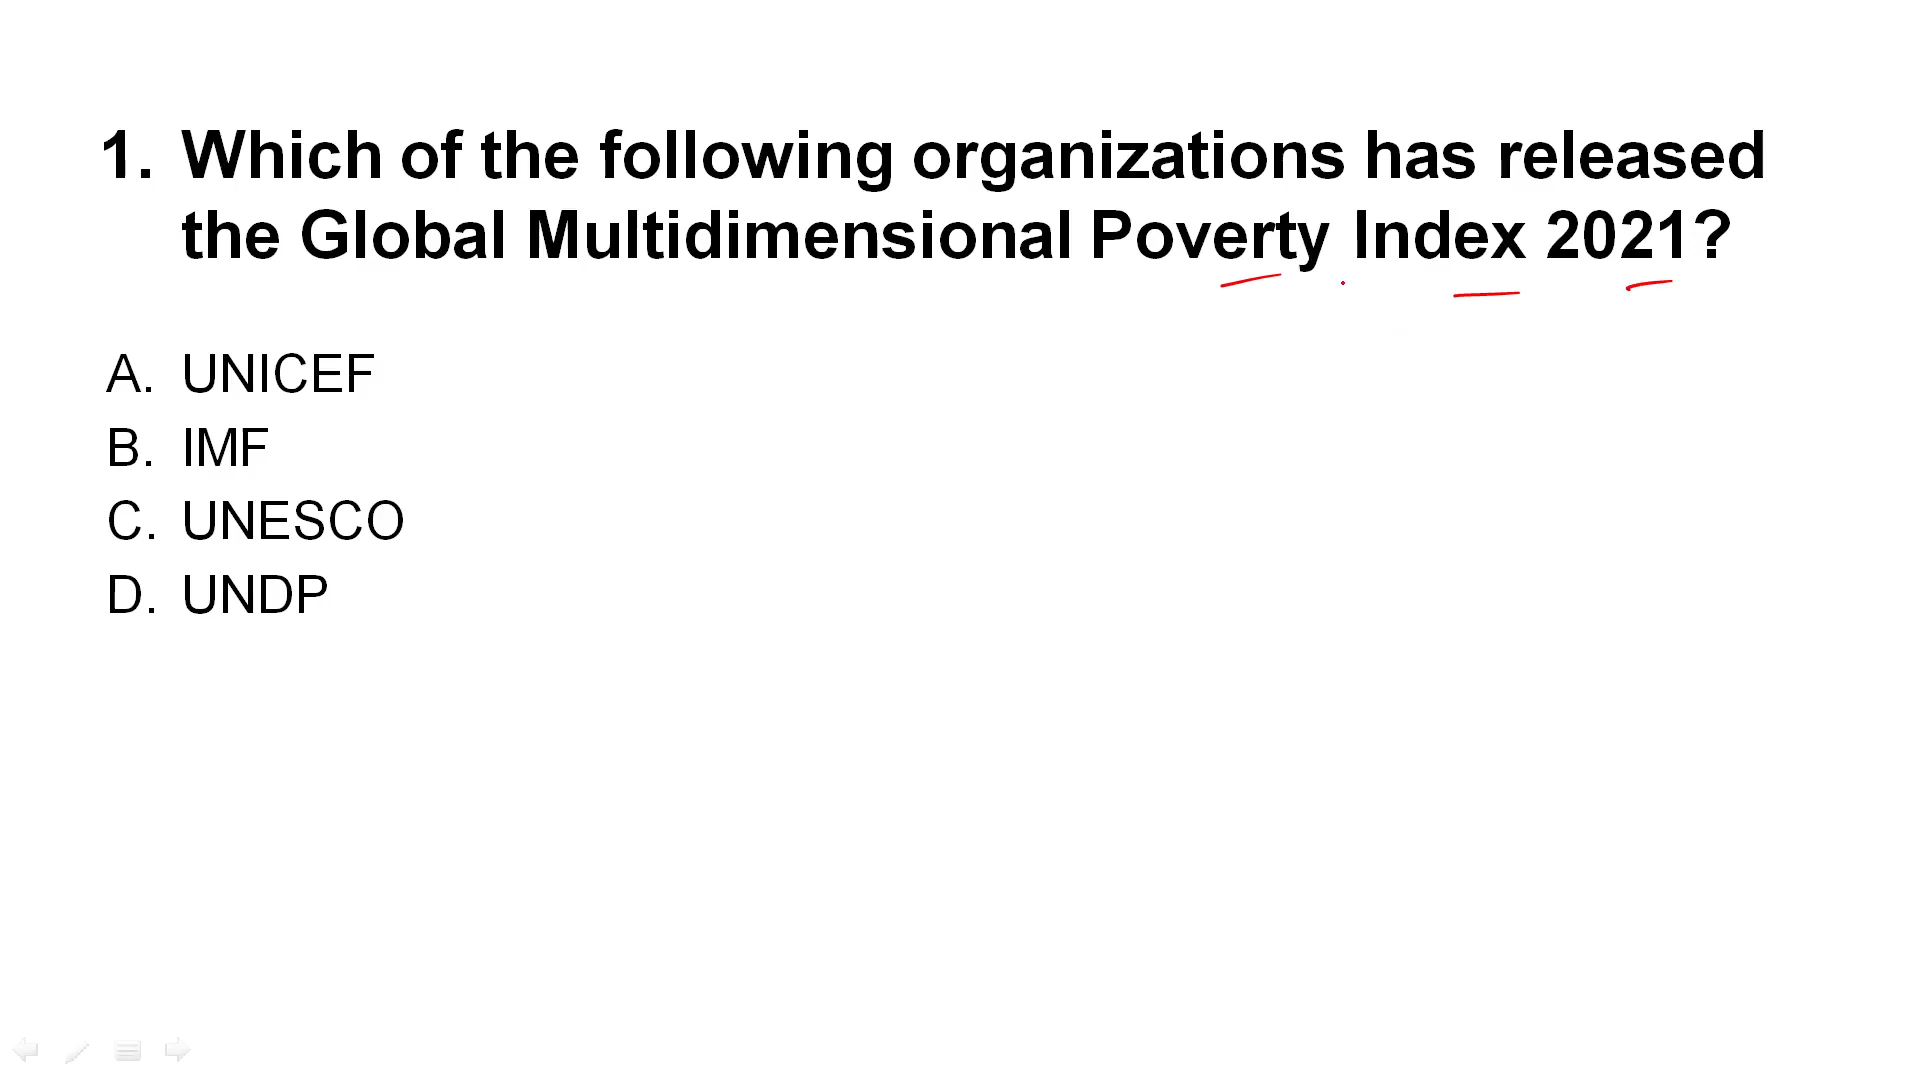 1. Which of the following organizations has released
the Global Multidimensional Poverty Index 2021?
A. UNICEF
B. IMF
C. UNESCO
D. UNDP